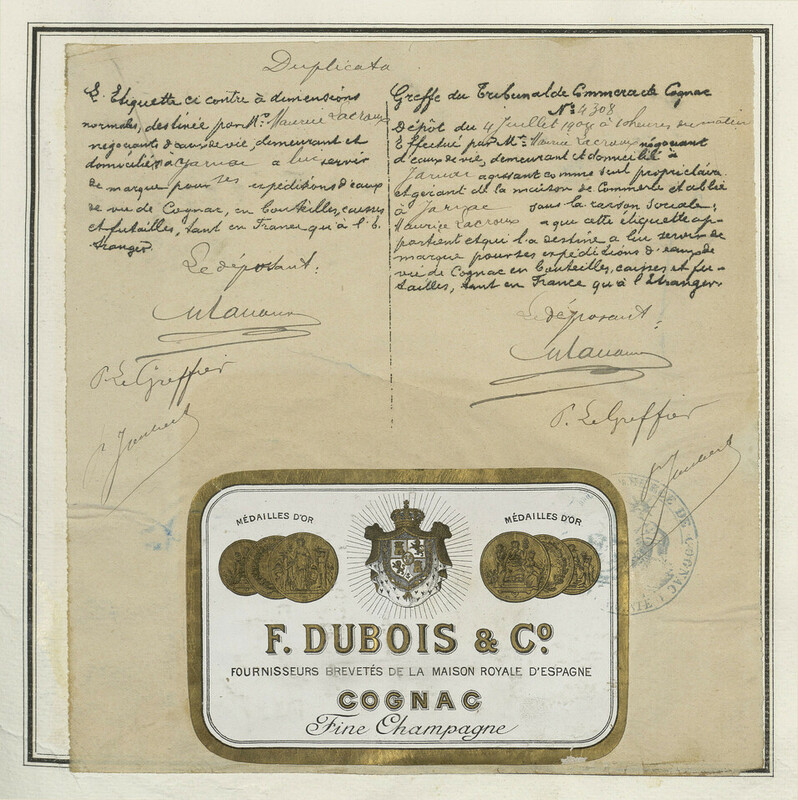 Duplicata
L'Etiquette ci contre à dimensions
normales, destinée par Mr. Maurice Lacroux
négociants d'eaux de vie, demeurant et
domicilié à Jarnac à lui servir
de marque pour ses expéditions d'eaux
de vie de Cognac, en bouteilles, caisses
et futailles, tant en France qu'à l'E-
tranger.
Le déposant:
P. Le Greffier
P. Jaubert
Greffe du Tribunal de Commerce de Cognac
No. 4308
Dépôt du 4 Juillet à 10 heures du matin
Effectué par Mr. Maurice Lacroux négociant
d'eaux de vie, demeurant et domicilié à
Jarnac agissant comme seul propriétaire
et gérant de la maison de Commerce établie
à Jarnac sous la raison sociale;
Maurice Lacroux a que cette étiquette ap-
partient et qu'il l'a destine à lui servir de
marque pour ses expéditions d'eaux de
vie de Cognac en bouteilles, caisses et fu-
tailles, tant en France qu'à l'Etranger.
Le déposant:
P. Le Greffier
P. Jaubert
MÉDAILLES D'OR
MÉDAILLES D'OR
F. DUBOIS & Co
FOURNISSEURS BREVETÉS DE LA MAISON ROYALE D'ESPAGNE
COGNAC
Fine Champagne
DE COGNAC